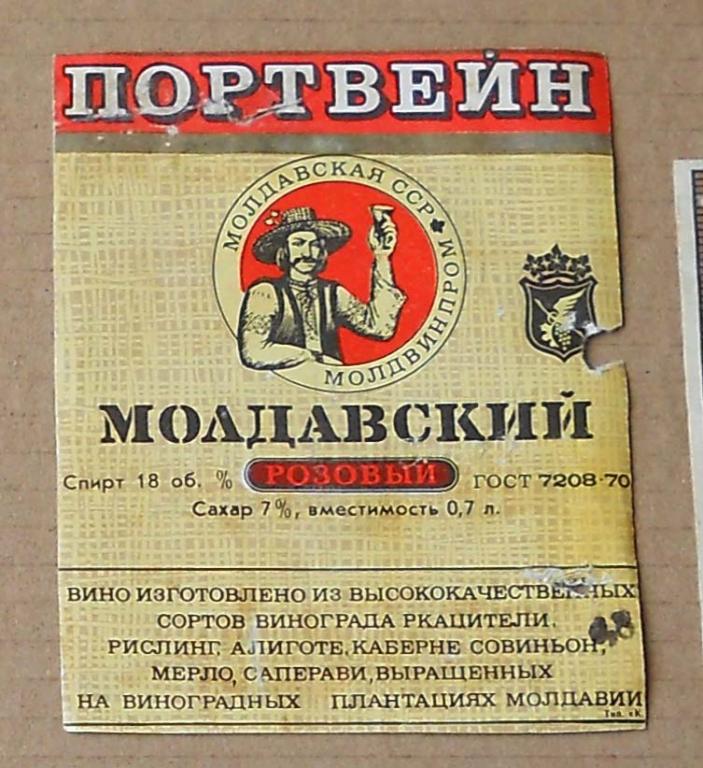 ПОРТВЕЙН
МОЛДАВСКАЯ ССР
МОЛДВИНПРОМ
МОЛДАВСКИЙ
Спирт 18 об. % РОЗОВЫЙ ГОСТ 7208-70
Сахар 7%, вместимость 0,7 л.
ВИНО ИЗГОТОВЛЕНО ИЗ ВЫСОКОКАЧЕСТВЕННЫХ
СОРТОВ ВИНОГРАДА РКАЦИТЕЛИ,
РИСЛИНГ, АЛИГОТЕ, КАБЕРНЕ СОВИНЬОН,
МЕРЛО, САПЕРАВИ, ВЫРАЩЕННЫХ
НА ВИНОГРАДНЫХ ПЛАНТАЦИЯХ МОЛДАВИИ